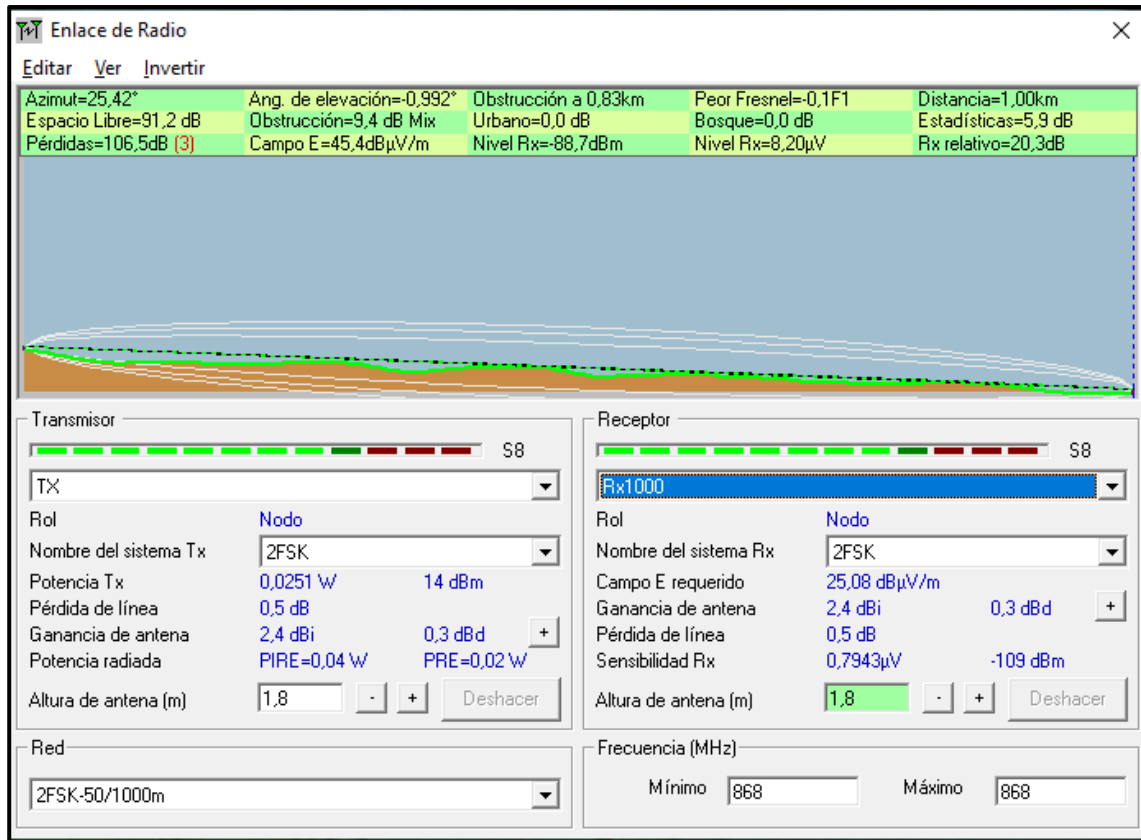 Enlace de Radio
Editar Ver Invertir
Azimut=25,42° Ang. de elevación=-0,992° Obstrucción a 0,83km Peor Fresnel=-0,1F1 Distancia=1,00km
Espacio Libre=91,2 dB Obstrucción=9,4 dB Mix Urbano=0,0 dB Bosque=0,0 dB Estadísticas=5,9 dB
Pérdidas=106,5dB (3) Campo E=45,4dBµV/m Nivel Rx=-88,7dBm Nivel Rx=8,20µV Rx relativo=20,3dB
Transmisor
S8
TX
Rol Nodo
Nombre del sistema Tx 2FSK
Potencia Tx 0,0251 W 14 dBm
Pérdida de línea 0,5 dB
Ganancia de antena 2,4 dBi 0,3 dBd +
Potencia radiada PIRE=0,04 W PRE=0,02 W
Altura de antena (m) 1,8 - + Deshacer
Receptor
S8
Rx1000
Rol Nodo
Nombre del sistema Rx 2FSK
Campo E requerido 25,08 dBµV/m
Ganancia de antena 2,4 dBi 0,3 dBd +
Pérdida de línea 0,5 dB
Sensibilidad Rx 0,7943µV -109 dBm
Altura de antena (m) 1,8 - + Deshacer
Red
2FSK-50/1000m
Frecuencia (MHz)
Mínimo 868 Máximo 868